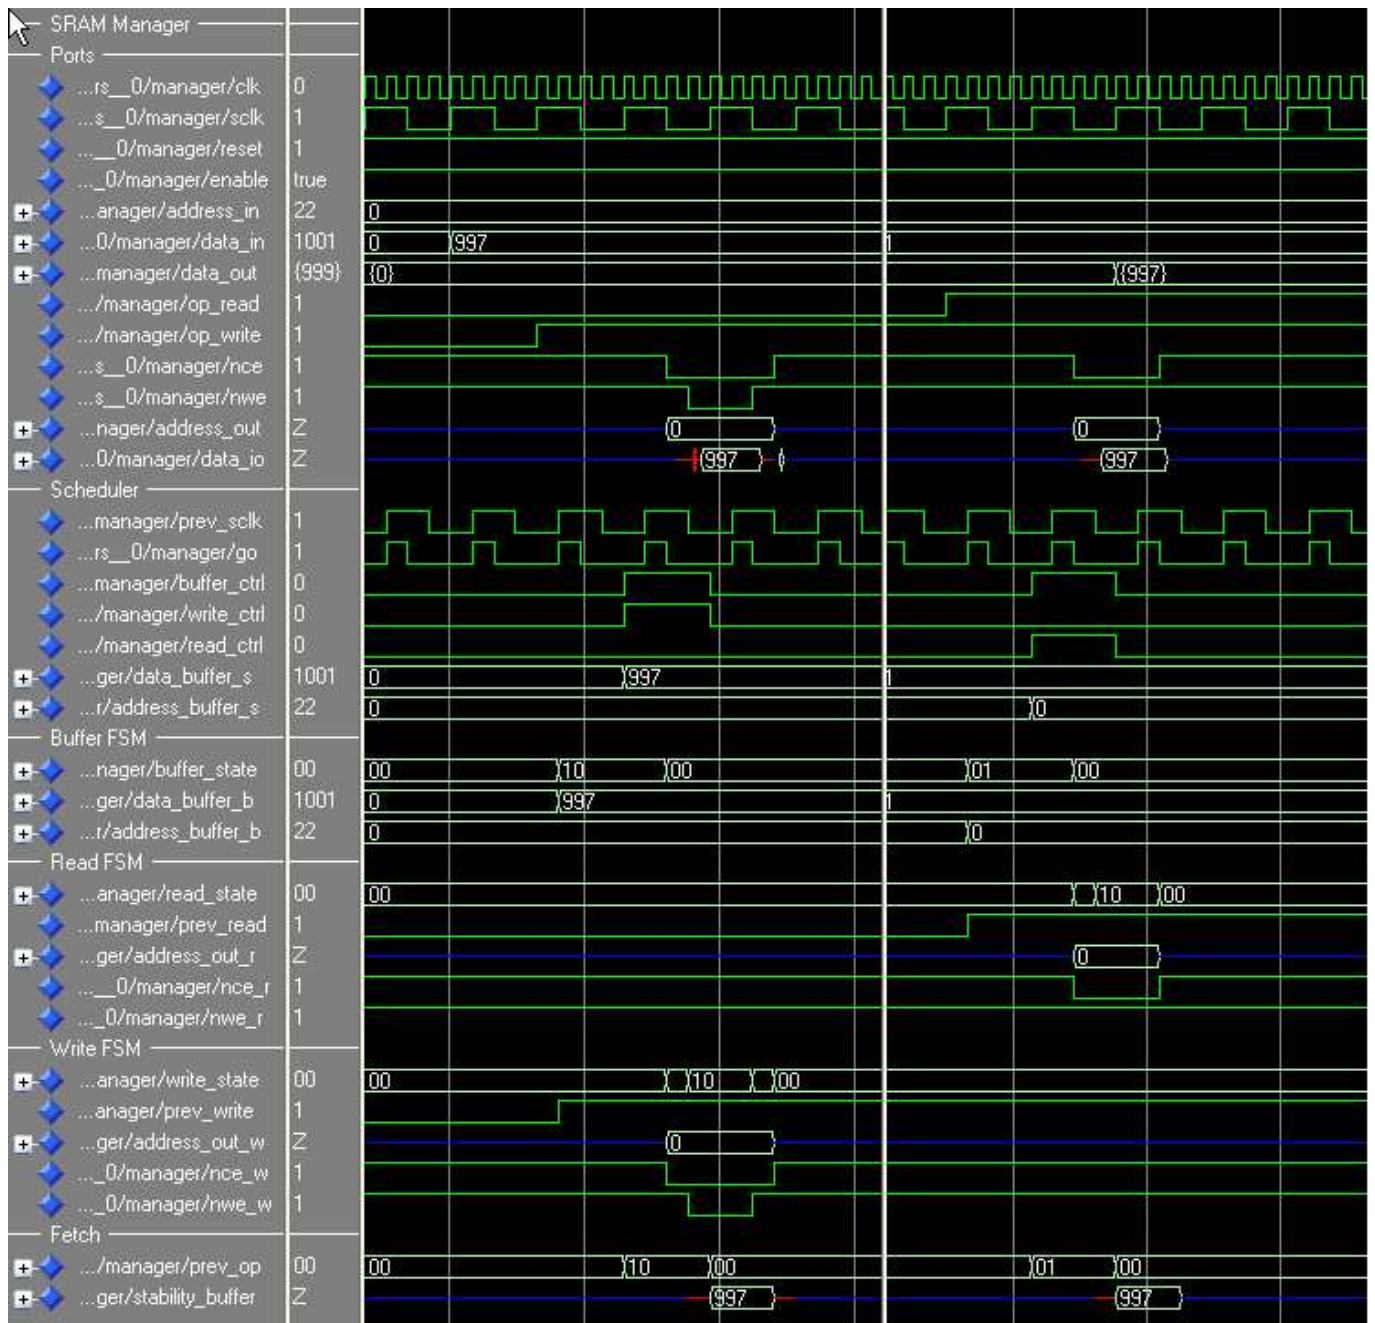 SRAM Manager
Ports
...rs__0/manager/clk 0
...s__0/manager/sclk 1
...__0/manager/reset 1
..._0/manager/enable true
...anager/address_in 22 0
...0/manager/data_in 1001 0 997 1
...manager/data_out {999} {0} {997}
.../manager/op_read 1
.../manager/op_write 1
...s__0/manager/nce 1
...s__0/manager/nwe 1
...nager/address_out Z 0 0
...0/manager/data_io Z 997 997
Scheduler
...manager/prev_sclk 1
...rs__0/manager/go 1
...manager/buffer_ctrl 0
.../manager/write_ctrl 0
.../manager/read_ctrl 0
...ger/data_buffer_s 1001 0 997 1
...r/address_buffer_s 22 0 0
Buffer FSM
...nager/buffer_state 00 00 10 00 01 00
...ger/data_buffer_b 1001 0 997 1
...r/address_buffer_b 22 0 0
Read FSM
...anager/read_state 00 00 10 00
...manager/prev_read 1
...ger/address_out_r Z 0
...__0/manager/nce_r 1
..._0/manager/nwe_r 1
Write FSM
...anager/write_state 00 00 10 00
...anager/prev_write 1
...ger/address_out_w Z 0
..._0/manager/nce_w 1
..._0/manager/nwe_w 1
Fetch
.../manager/prev_op 00 00 10 00 01 00
...ger/stability_buffer Z 997 997